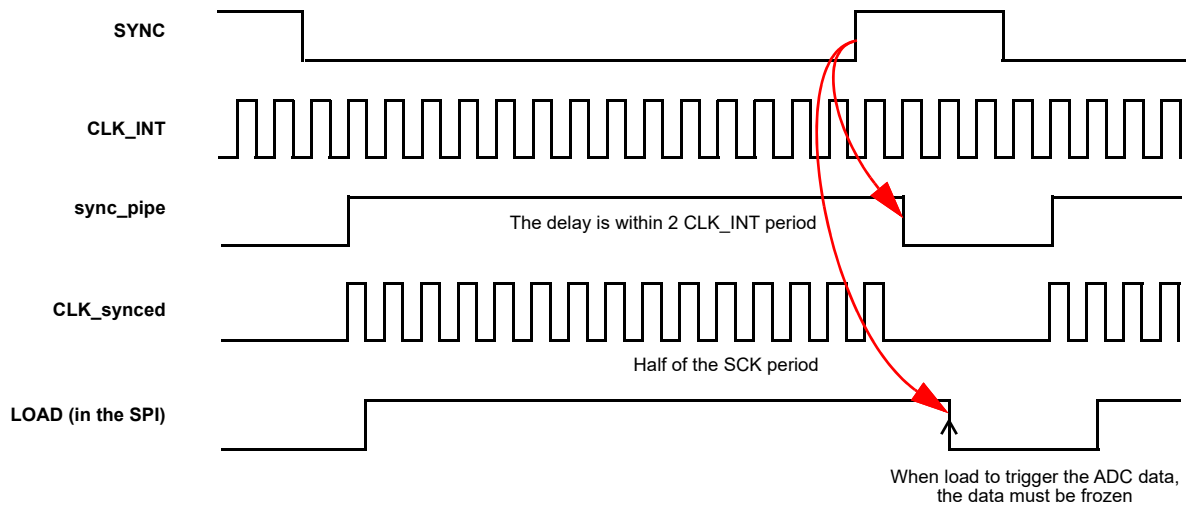 SYNC
CLK_INT
sync_pipe
The delay is within 2 CLK_INT period
CLK_synced
Half of the SCK period
LOAD (in the SPI)
When load to trigger the ADC data,
the data must be frozen